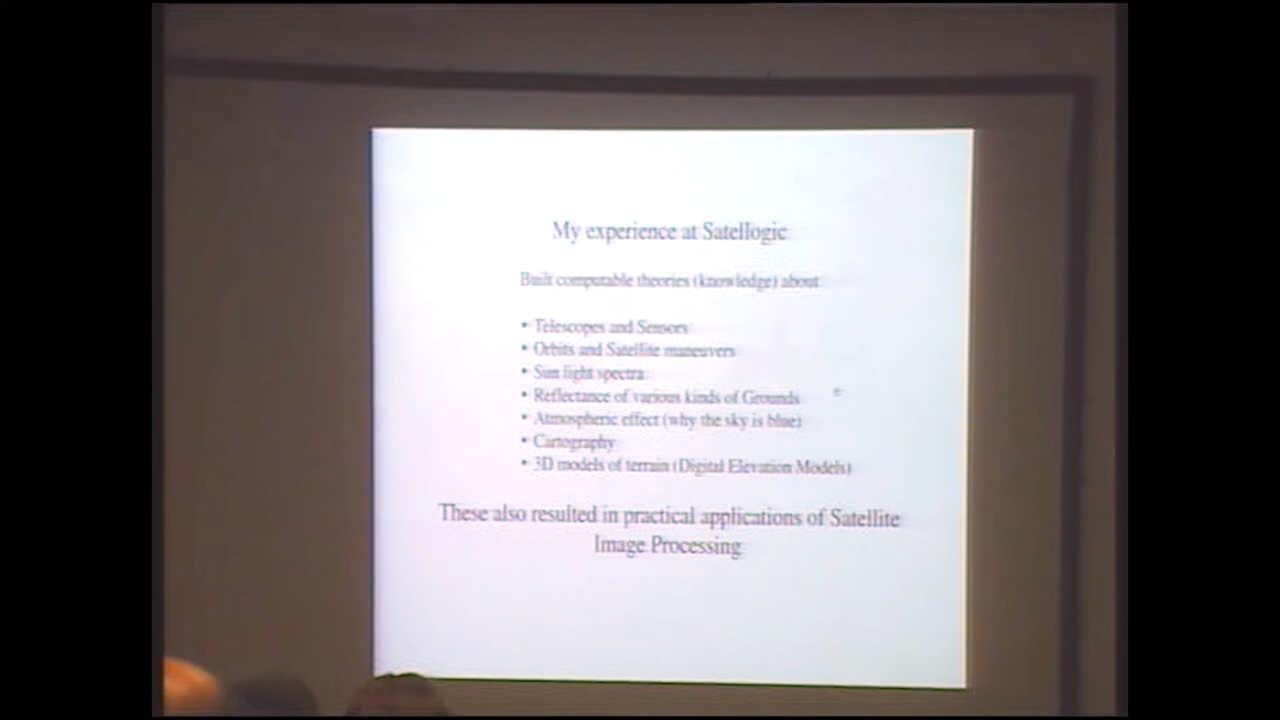 My experience at Satellogic
Built computable theories (knowledge) about
• Telescopes and Sensors
• Orbits and Satellite maneuvers
• Sun light spectra
• Reflectance of various kinds of Grounds
• Atmospheric effect (why the sky is blue)
• Cartography
• 3D models of terrain (Digital Elevation Models)
These also resulted in practical applications of Satellite
Image Processing